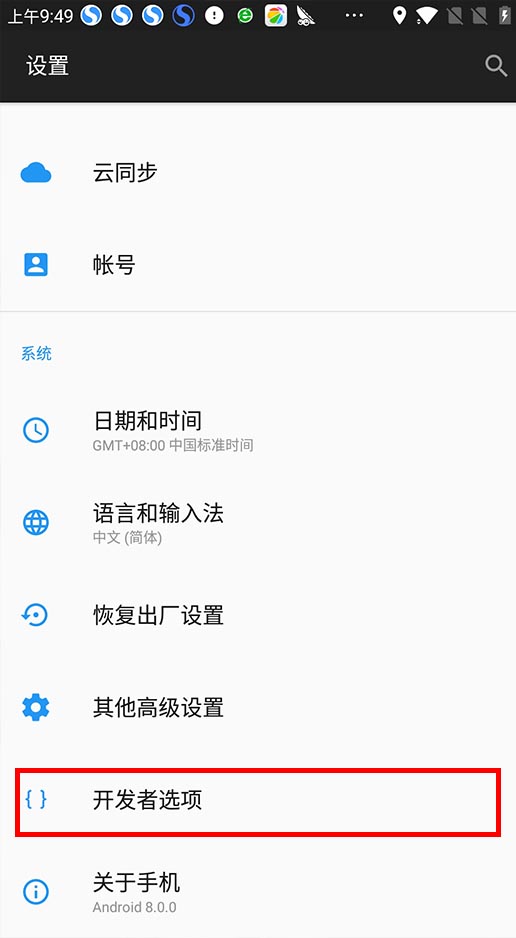 上午9:49
设置
云同步
帐号
系统
日期和时间
GMT+08:00 中国标准时间
语言和输入法
中文 (简体)
恢复出厂设置
其他高级设置
{ } 开发者选项
关于手机
Android 8.0.0